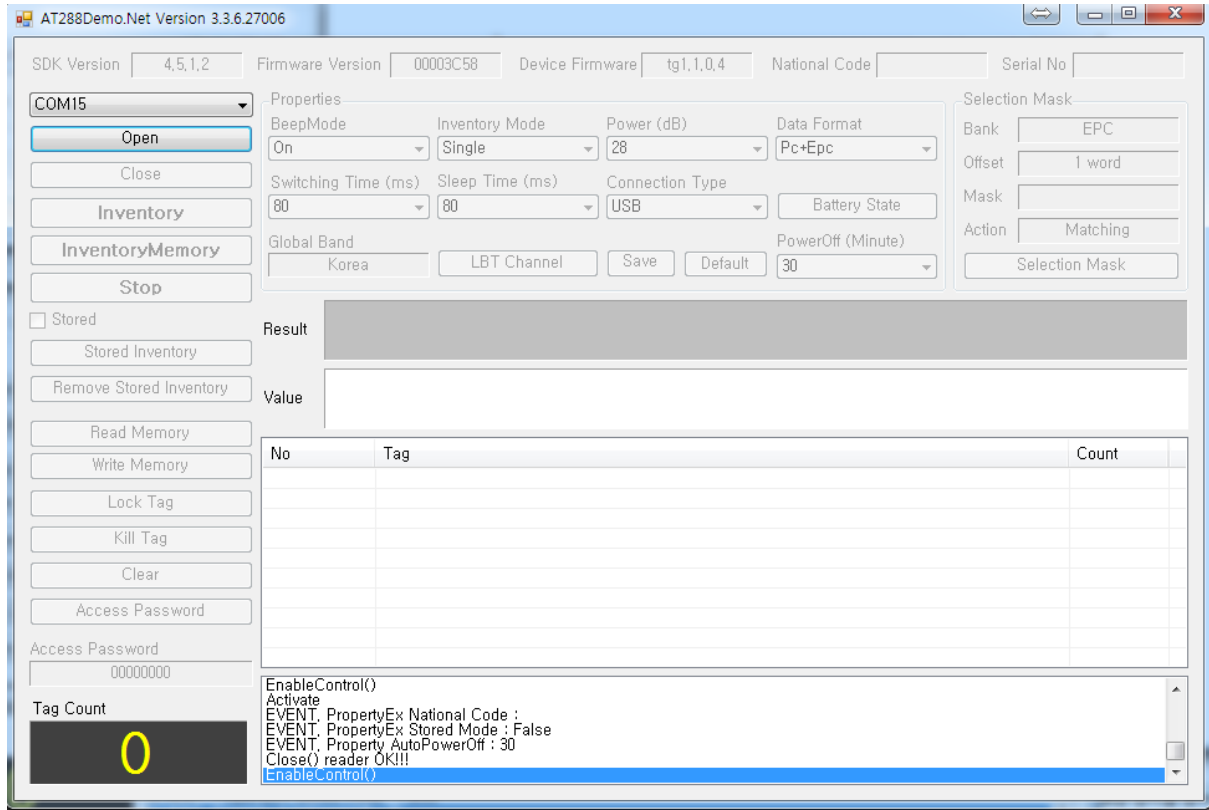 AT288Demo.Net Version 3.3.6.27006
SDK Version 4,5,1,2 Firmware Version 00003C58 Device Firmware tg1,1,0,4 National Code Serial No
COM15
Open
Close
Inventory
InventoryMemory
Stop
Stored
Stored Inventory
Remove Stored Inventory
Read Memory
Write Memory
Lock Tag
Kill Tag
Clear
Access Password
Access Password
00000000
Tag Count
0
Properties
BeepMode Inventory Mode Power (dB) Data Format
On Single 28 Pc+Epc
Switching Time (ms) Sleep Time (ms) Connection Type
80 80 USB Battery State
Global Band PowerOff (Minute)
Korea LBT Channel Save Default 30
Selection Mask
Bank EPC
Offset 1 word
Mask
Action Matching
Selection Mask
Result
Value
No Tag Count
EnableControl()
Activate
EVENT, PropertyEx National Code :
EVENT, PropertyEx Stored Mode : False
EVENT, Property AutoPowerOff : 30
Close() reader OK!!!
EnableControl()